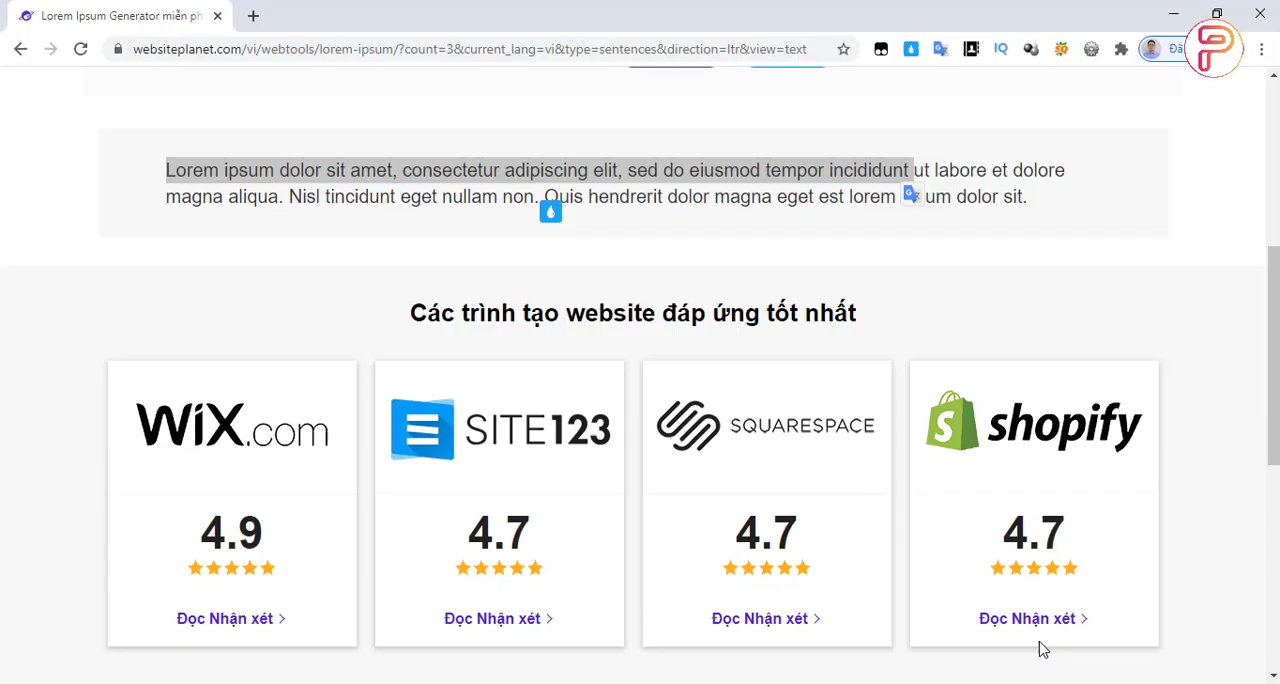 Lorem Ipsum Generator miễn ph
websiteplanet.com/vi/webtools/lorem-ipsum/?count=3&current_lang=vi&type=sentences&direction=ltr&view=text
IQ
Lorem ipsum dolor sit amet, consectetur adipiscing elit, sed do eiusmod tempor incididunt ut labore et dolore
magna aliqua. Nisl tincidunt eget nullam non. Quis hendrerit dolor magna eget est lorem um dolor sit.
Các trình tạo website đáp ứng tốt nhất
WiX.com
SITE123
SQUARESPACE
shopify
4.9
4.7
4.7
4.7
Đọc Nhận xét >
Đọc Nhận xét >
Đọc Nhận xét >
Đọc Nhận xét >